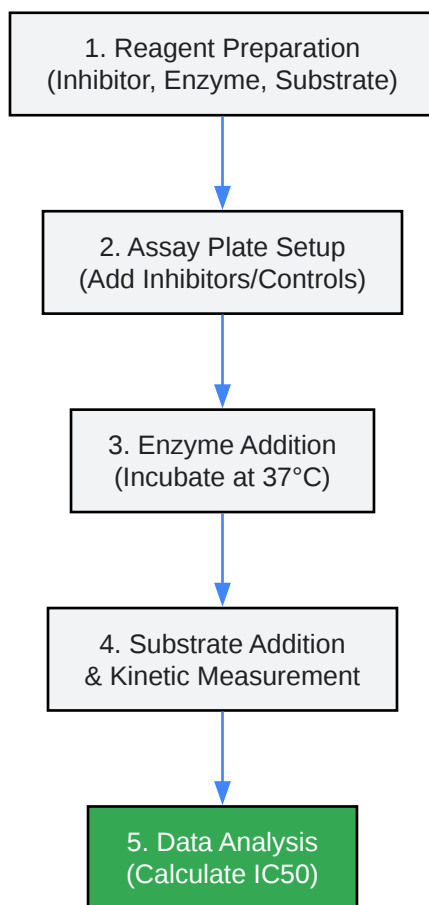 1. Reagent Preparation
(Inhibitor, Enzyme, Substrate)
2. Assay Plate Setup
(Add Inhibitors/Controls)
3. Enzyme Addition
(Incubate at 37°C)
4. Substrate Addition
& Kinetic Measurement
5. Data Analysis
(Calculate IC50)